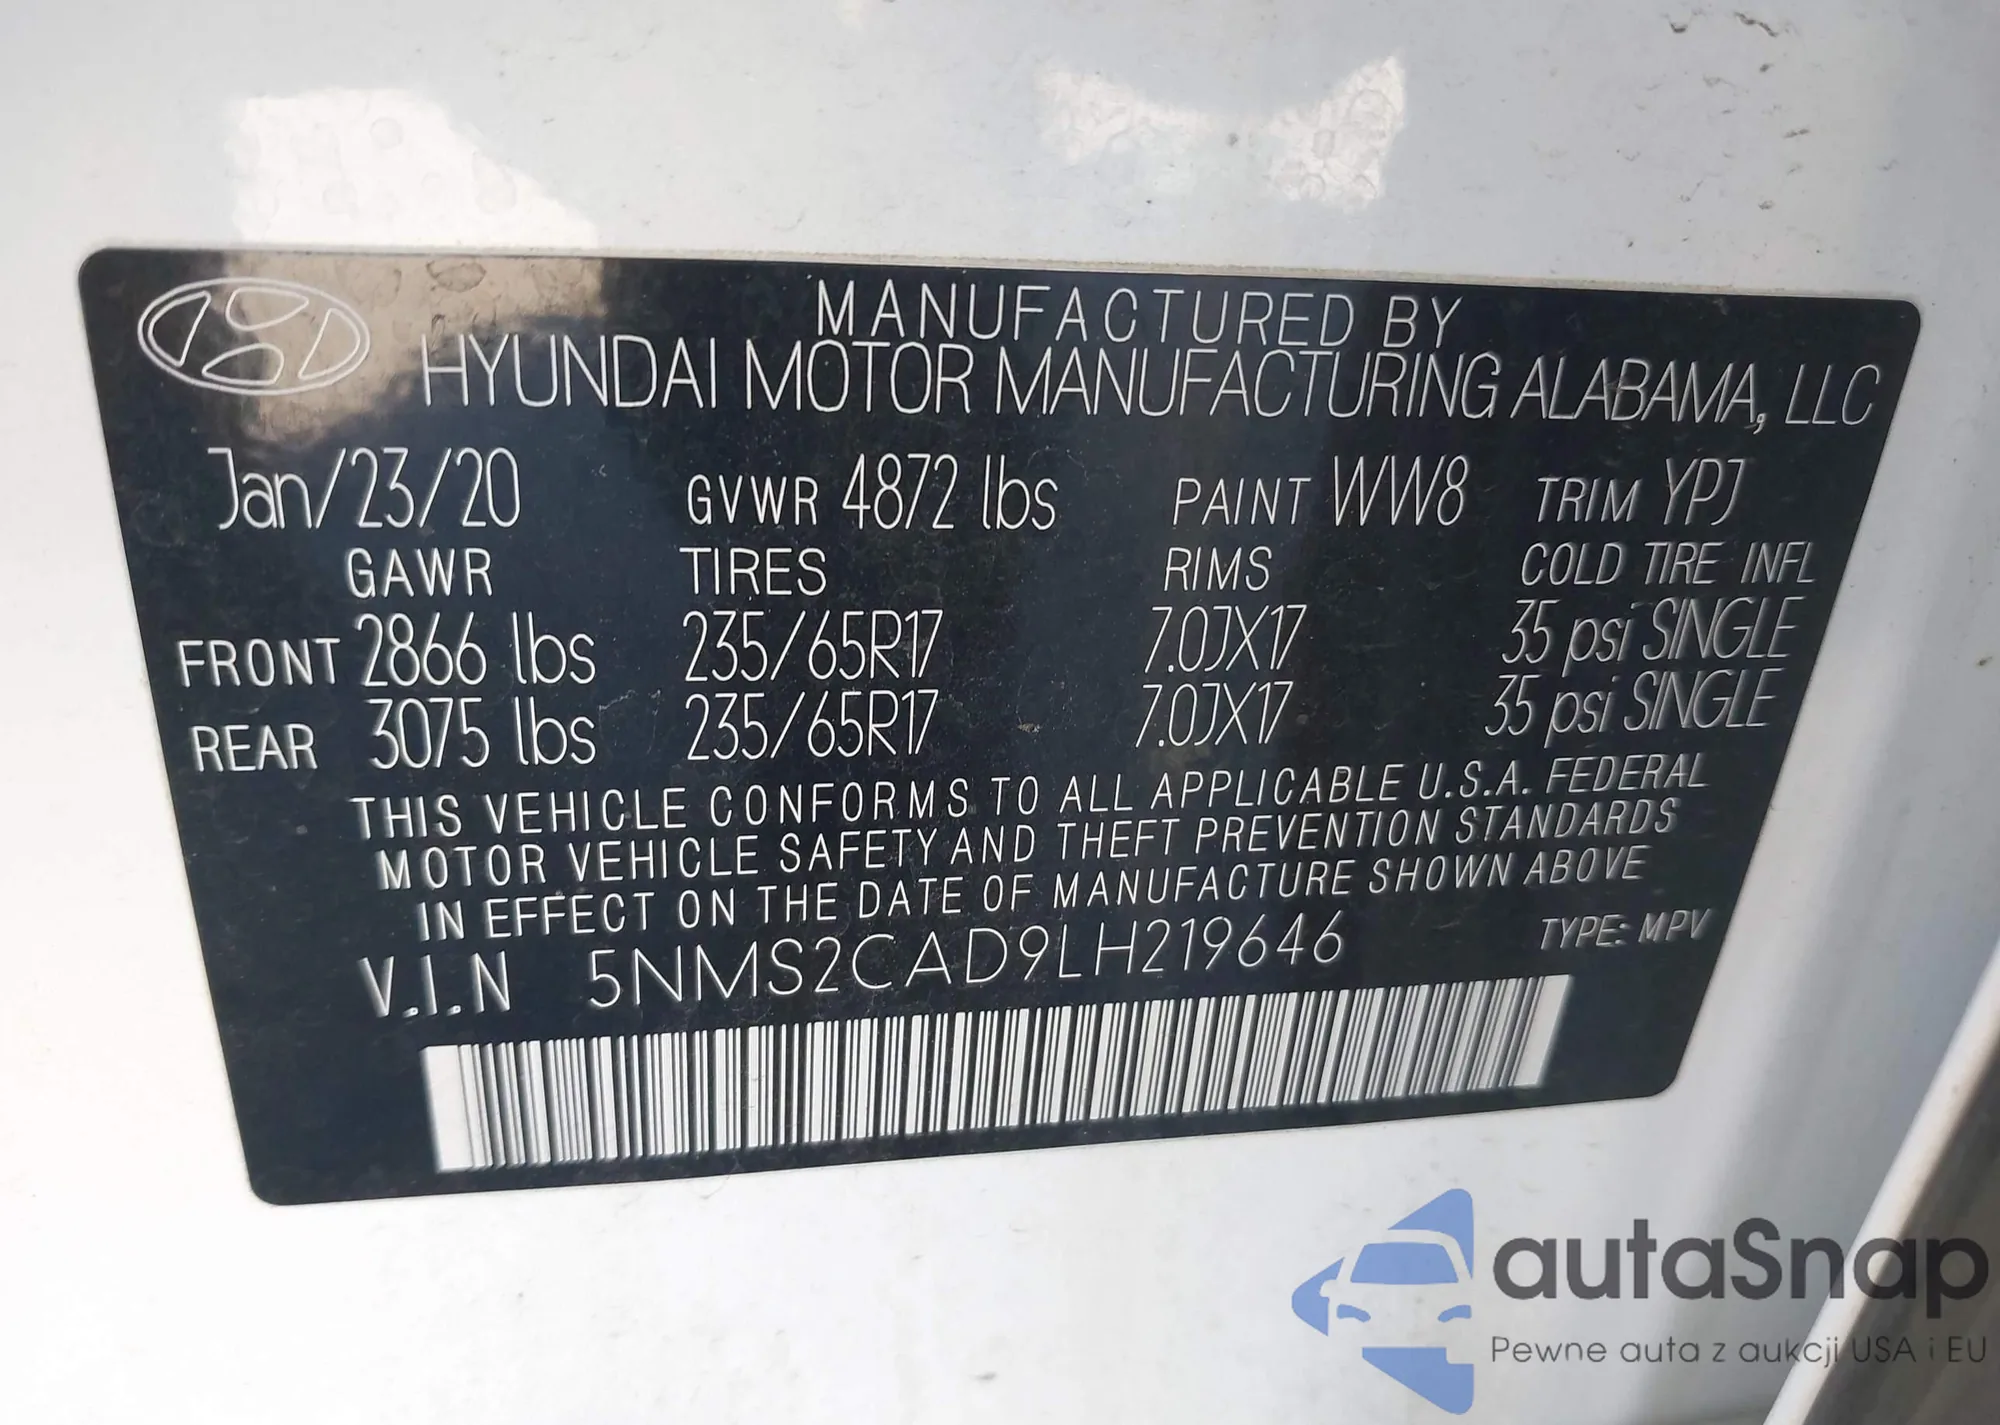 MANUFACTURED BY
HYUNDAI MOTOR MANUFACTURING ALABAMA, LLC
Jan/23/20 GVWR 4872 lbs PAINT WW8 TRIM YPJ
GAWR TIRES RIMS COLD TIRE INFL
FRONT 2866 lbs 235/65R17 7.0JX17 35 psi SINGLE
REAR 3075 lbs 235/65R17 7.0JX17 35 psi SINGLE
THIS VEHICLE CONFORMS TO ALL APPLICABLE U.S.A. FEDERAL
MOTOR VEHICLE SAFETY AND THEFT PREVENTION STANDARDS
IN EFFECT ON THE DATE OF MANUFACTURE SHOWN ABOVE
V.I.N 5NMS2CAD9LH219646 TYPE: MPV
autaSnap
Pewne auta z aukcji USA i EU